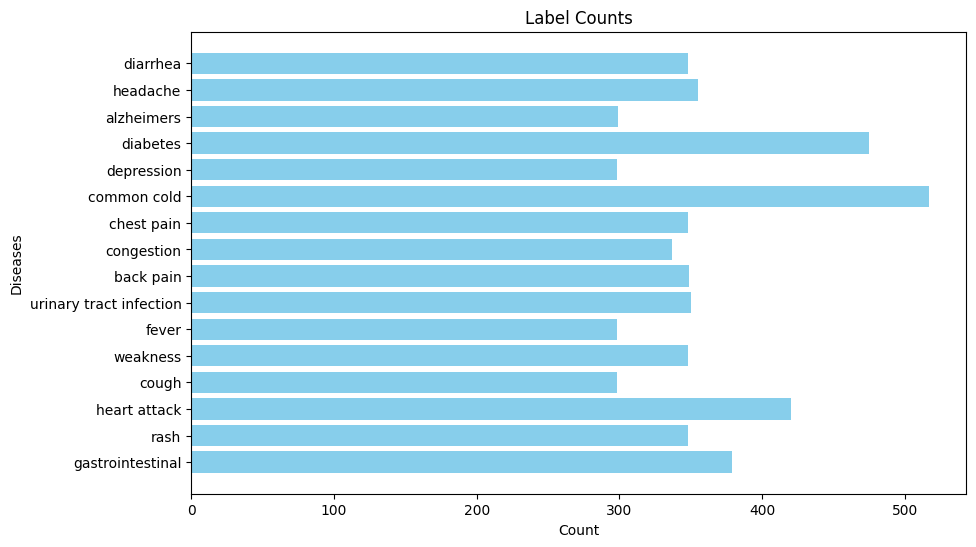 Label Counts
diarrhea
headache
alzheimers
diabetes
depression
common cold
chest pain
congestion
back pain
urinary tract infection
fever
weakness
cough
heart attack
rash
gastrointestinal
Diseases
0 100 200 300 400 500
Count